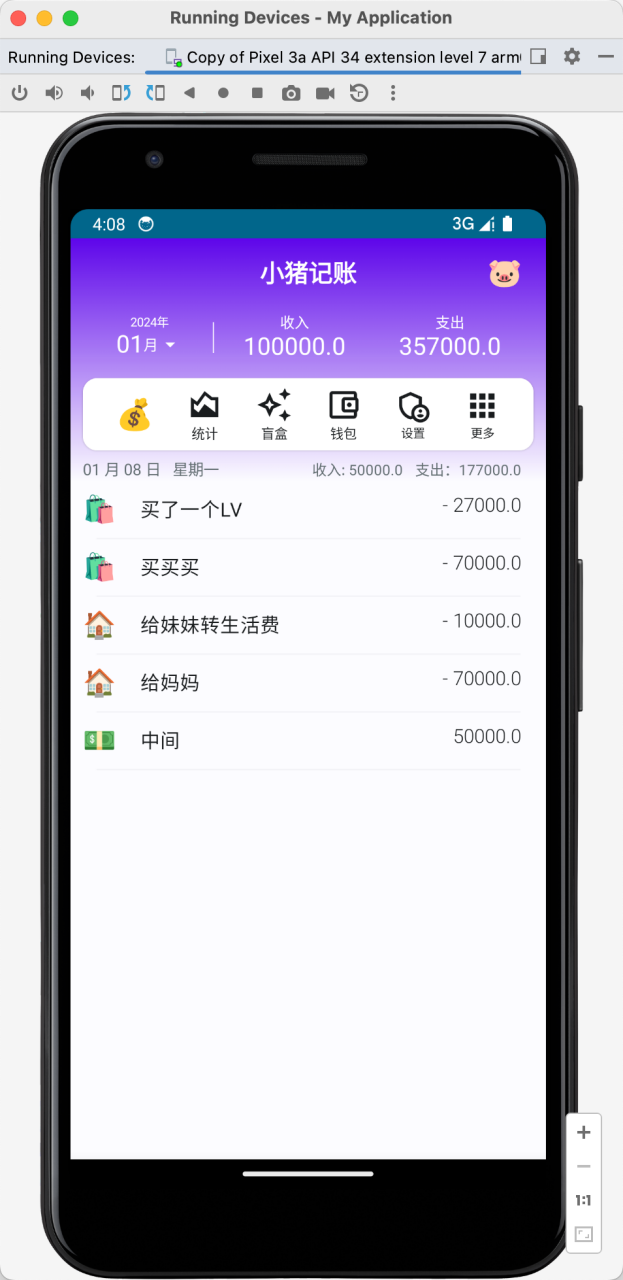 Running Devices - My Application
Running Devices: Copy of Pixel 3a API 34 extension level 7 arm
4:08 3G
小猪记账
2024年 收入 支出
01月 100000.0 357000.0
统计 盲盒 钱包 设置 更多
01 月 08 日 星期一 收入: 50000.0 支出: 177000.0
买了一个LV - 27000.0
买买买 - 70000.0
给妹妹转生活费 - 10000.0
给妈妈 - 70000.0
中间 50000.0
1:1